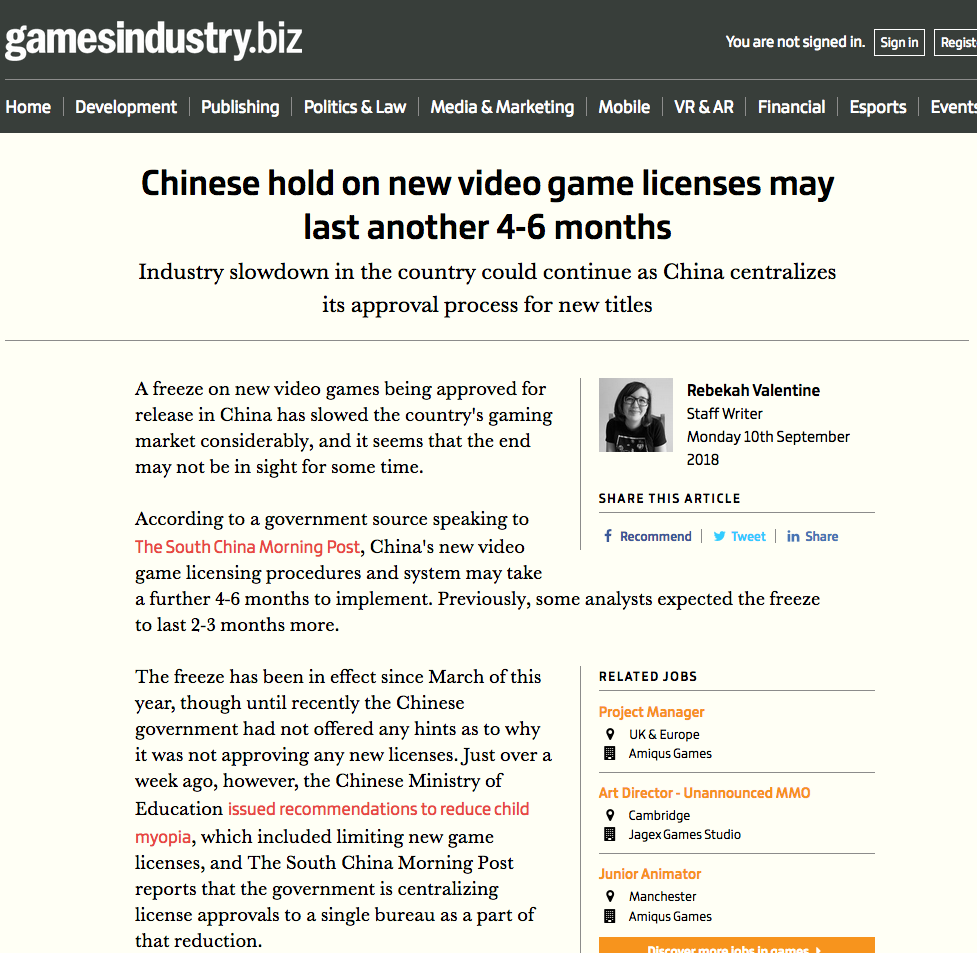 gamesindustry.biz
You are not signed in. Sign in
Home Development Publishing Politics & Law Media & Marketing Mobile VR & AR Financial Esports Events
Chinese hold on new video game licenses may
last another 4-6 months
Industry slowdown in the country could continue as China centralizes
its approval process for new titles
A freeze on new video games being approved for
release in China has slowed the country's gaming
market considerably, and it seems that the end
may not be in sight for some time.
According to a government source speaking to
The South China Morning Post, China's new video
game licensing procedures and system may take
a further 4-6 months to implement. Previously, some analysts expected the freeze
to last 2-3 months more.
The freeze has been in effect since March of this
year, though until recently the Chinese
government had not offered any hints as to why
it was not approving any new licenses. Just over a
week ago, however, the Chinese Ministry of
Education issued recommendations to reduce child
myopia, which included limiting new game
licenses, and The South China Morning Post
reports that the government is centralizing
license approvals to a single bureau as a part of
that reduction.
Rebekah Valentine
Staff Writer
Monday 10th September
2018
SHARE THIS ARTICLE
Recommend Tweet Share
RELATED JOBS
Project Manager
UK & Europe
Amiqus Games
Art Director - Unannounced MMO
Cambridge
Jagex Games Studio
Junior Animator
Manchester
Amiqus Games
Discover more jobs in games